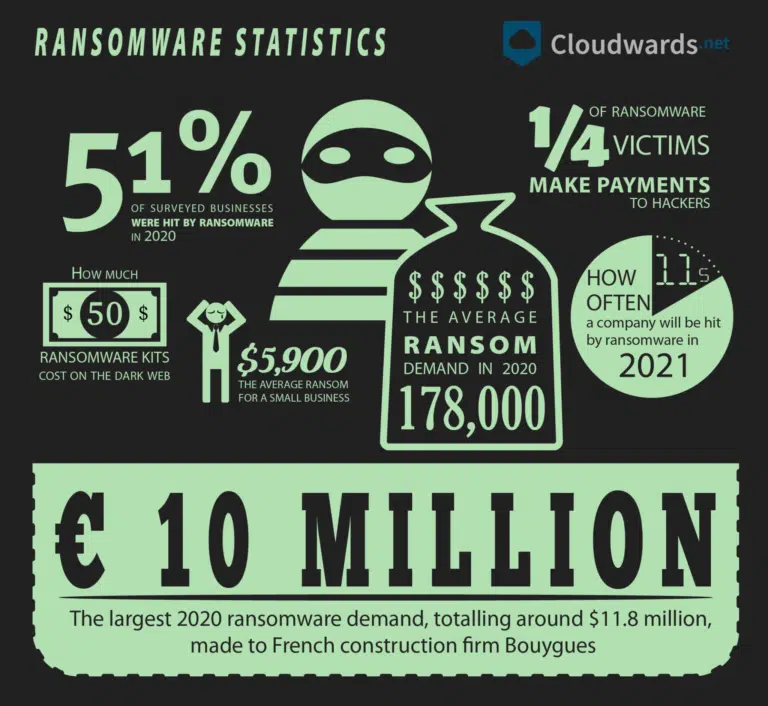 RANSOMWARE STATISTICS
Cloudwards.net
51%
OF SURVEYED BUSINESSES
WERE HIT BY RANSOMWARE
IN 2020
1/4 OF RANSOMWARE
VICTIMS
MAKE PAYMENTS
TO HACKERS
HOW MUCH
$ 50 $
RANSOMWARE KITS
COST ON THE DARK WEB
$5,900
THE AVERAGE RANSOM
FOR A SMALL BUSINESS
$$$$$$
THE AVERAGE
RANSOM
DEMAND IN 2020
178,000
11s
HOW
OFTEN
a company will be hit
by ransomware in
2021
€ 10 MILLION
The largest 2020 ransomware demand, totalling around $11.8 million,
made to French construction firm Bouygues